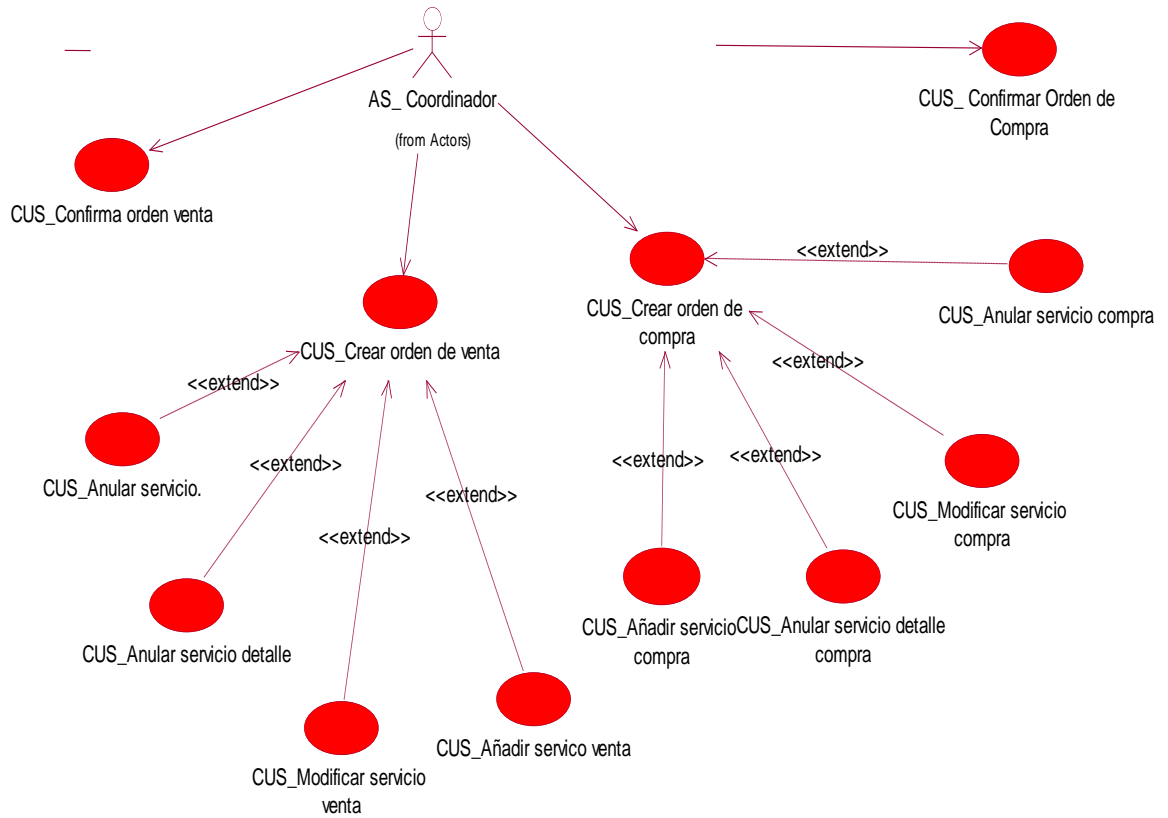 AS_ Coordinador
(from Actors)
CUS_ Confirmar Orden de
Compra
CUS_Confirma orden venta
<<extend>>
CUS_Crear orden de
compra
CUS_Anular servicio compra
CUS_Crear orden de venta
<<extend>>
<<extend>>
CUS_Anular servicio.
<<extend>>
<<extend>>
<<extend>>
<<extend>>
CUS_Modificar servicio
compra
<<extend>>
CUS_Añadir servicio
compra
CUS_Anular servicio detalle
compra
CUS_Anular servicio detalle
CUS_Añadir servico venta
CUS_Modificar servicio
venta